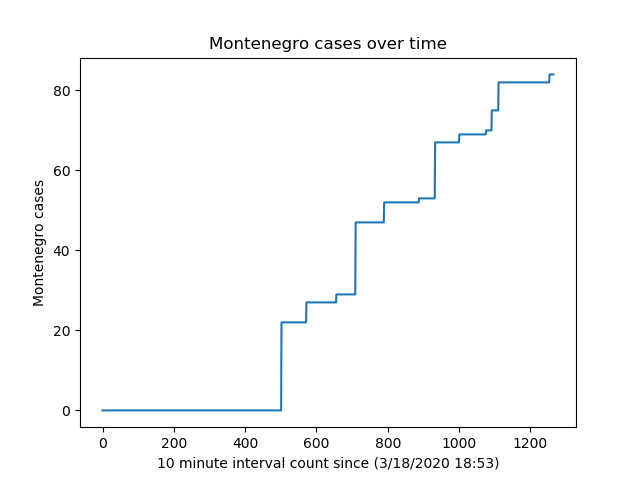 Montenegro cases over time
Montenegro cases
80
60
40
20
0
0 200 400 600 800 1000 1200
10 minute interval count since (3/18/2020 18:53)